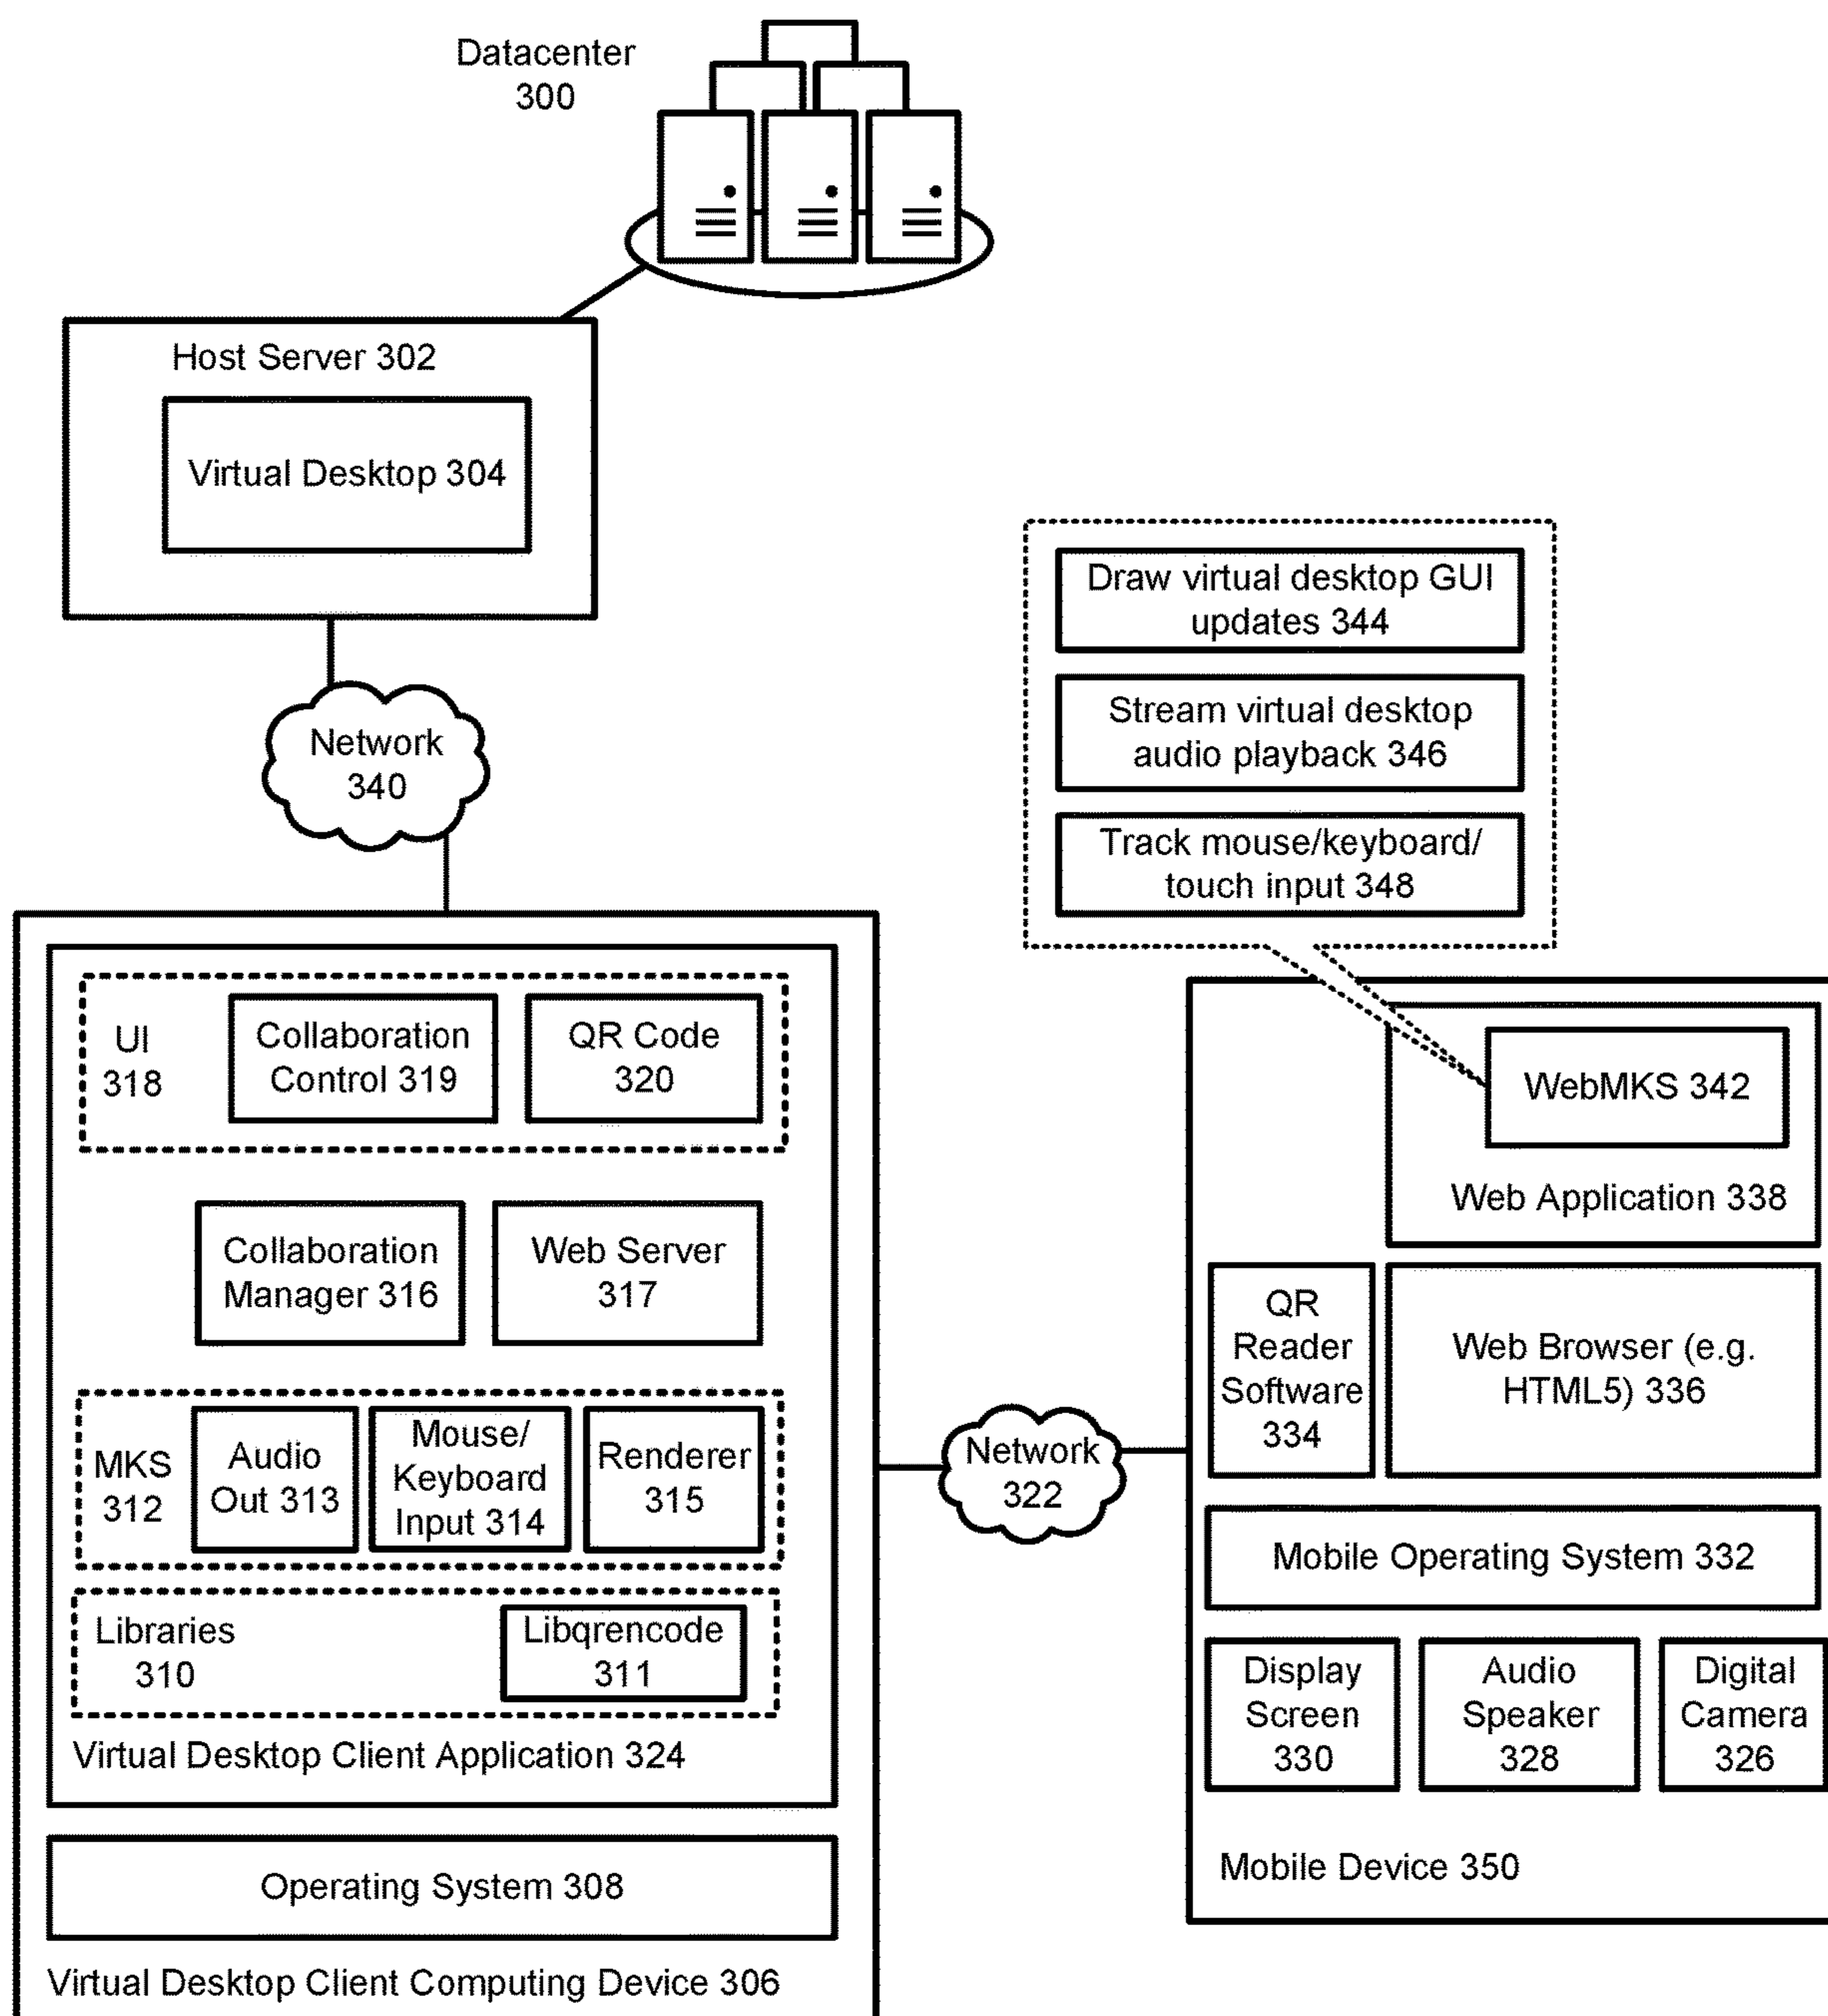 Datacenter
300
Host Server 302
Virtual Desktop 304
Network
340
Draw virtual desktop GUI
updates 344
Stream virtual desktop
audio playback 346
Track mouse/keyboard/
touch input 348
UI
318
Collaboration
Control 319
QR Code
320
Collaboration
Manager 316
Web Server
317
MKS
312
Audio
Out 313
Mouse/
Keyboard
Input 314
Renderer
315
Libraries
310
Libqrencode
311
Virtual Desktop Client Application 324
Operating System 308
Virtual Desktop Client Computing Device 306
Network
322
WebMKS 342
Web Application 338
QR
Reader
Software
334
Web Browser (e.g.
HTML5) 336
Mobile Operating System 332
Display
Screen
330
Audio
Speaker
328
Digital
Camera
326
Mobile Device 350